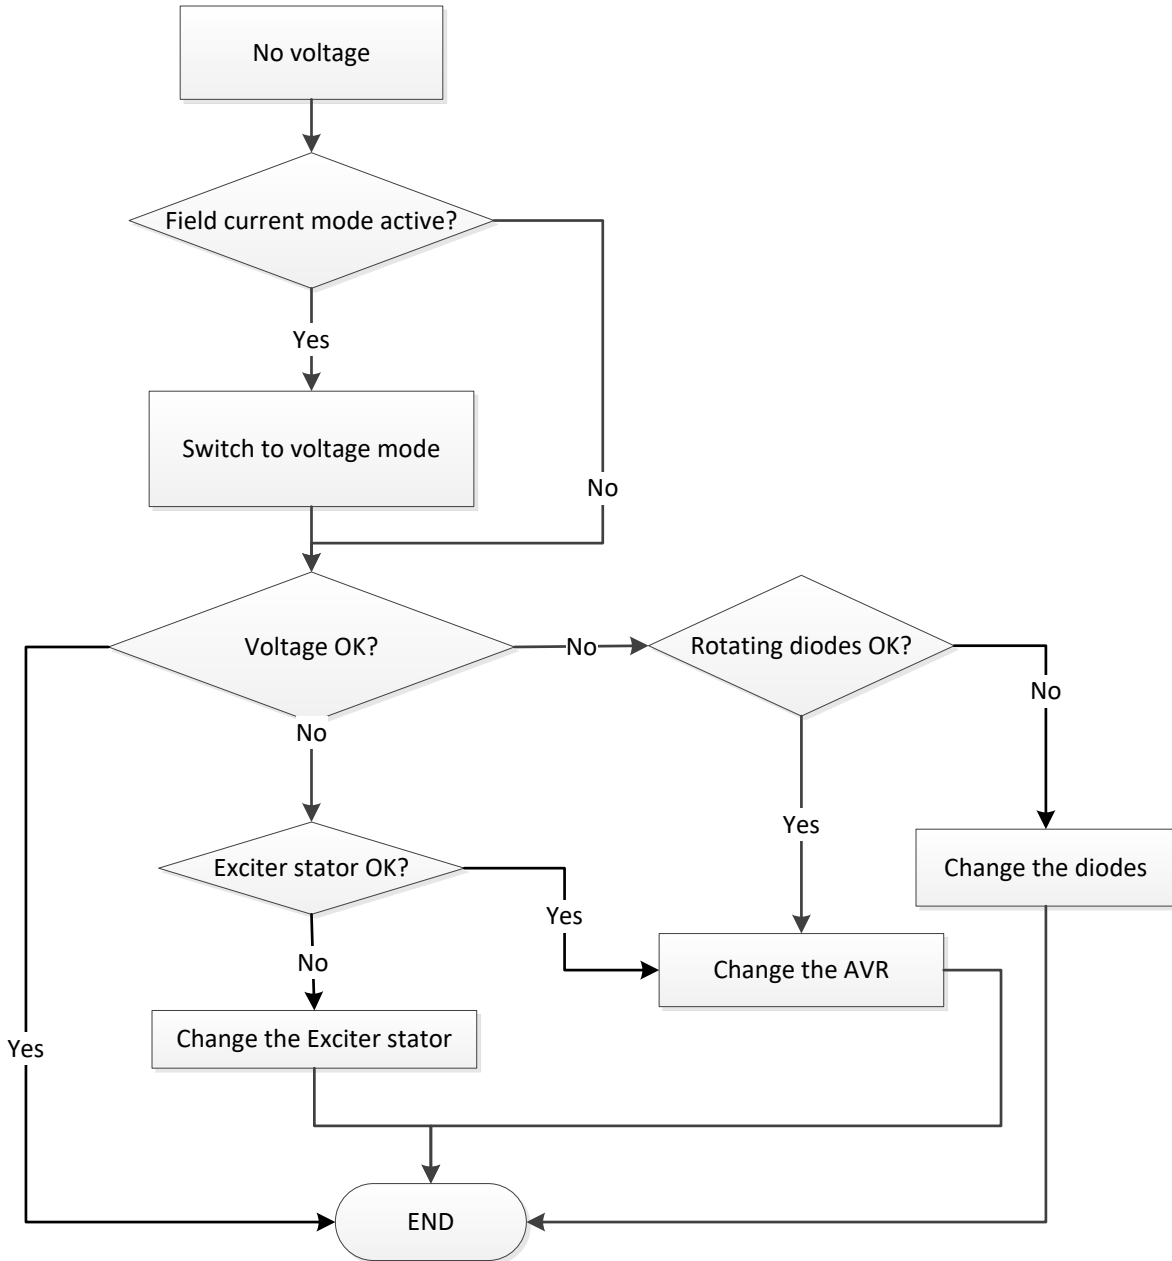 No voltage
Field current mode active?
Yes
Switch to voltage mode
No
Voltage OK?
No
Rotating diodes OK?
No
No
Yes
Exciter stator OK?
Change the diodes
Yes
No
Change the AVR
Change the Exciter stator
Yes
END